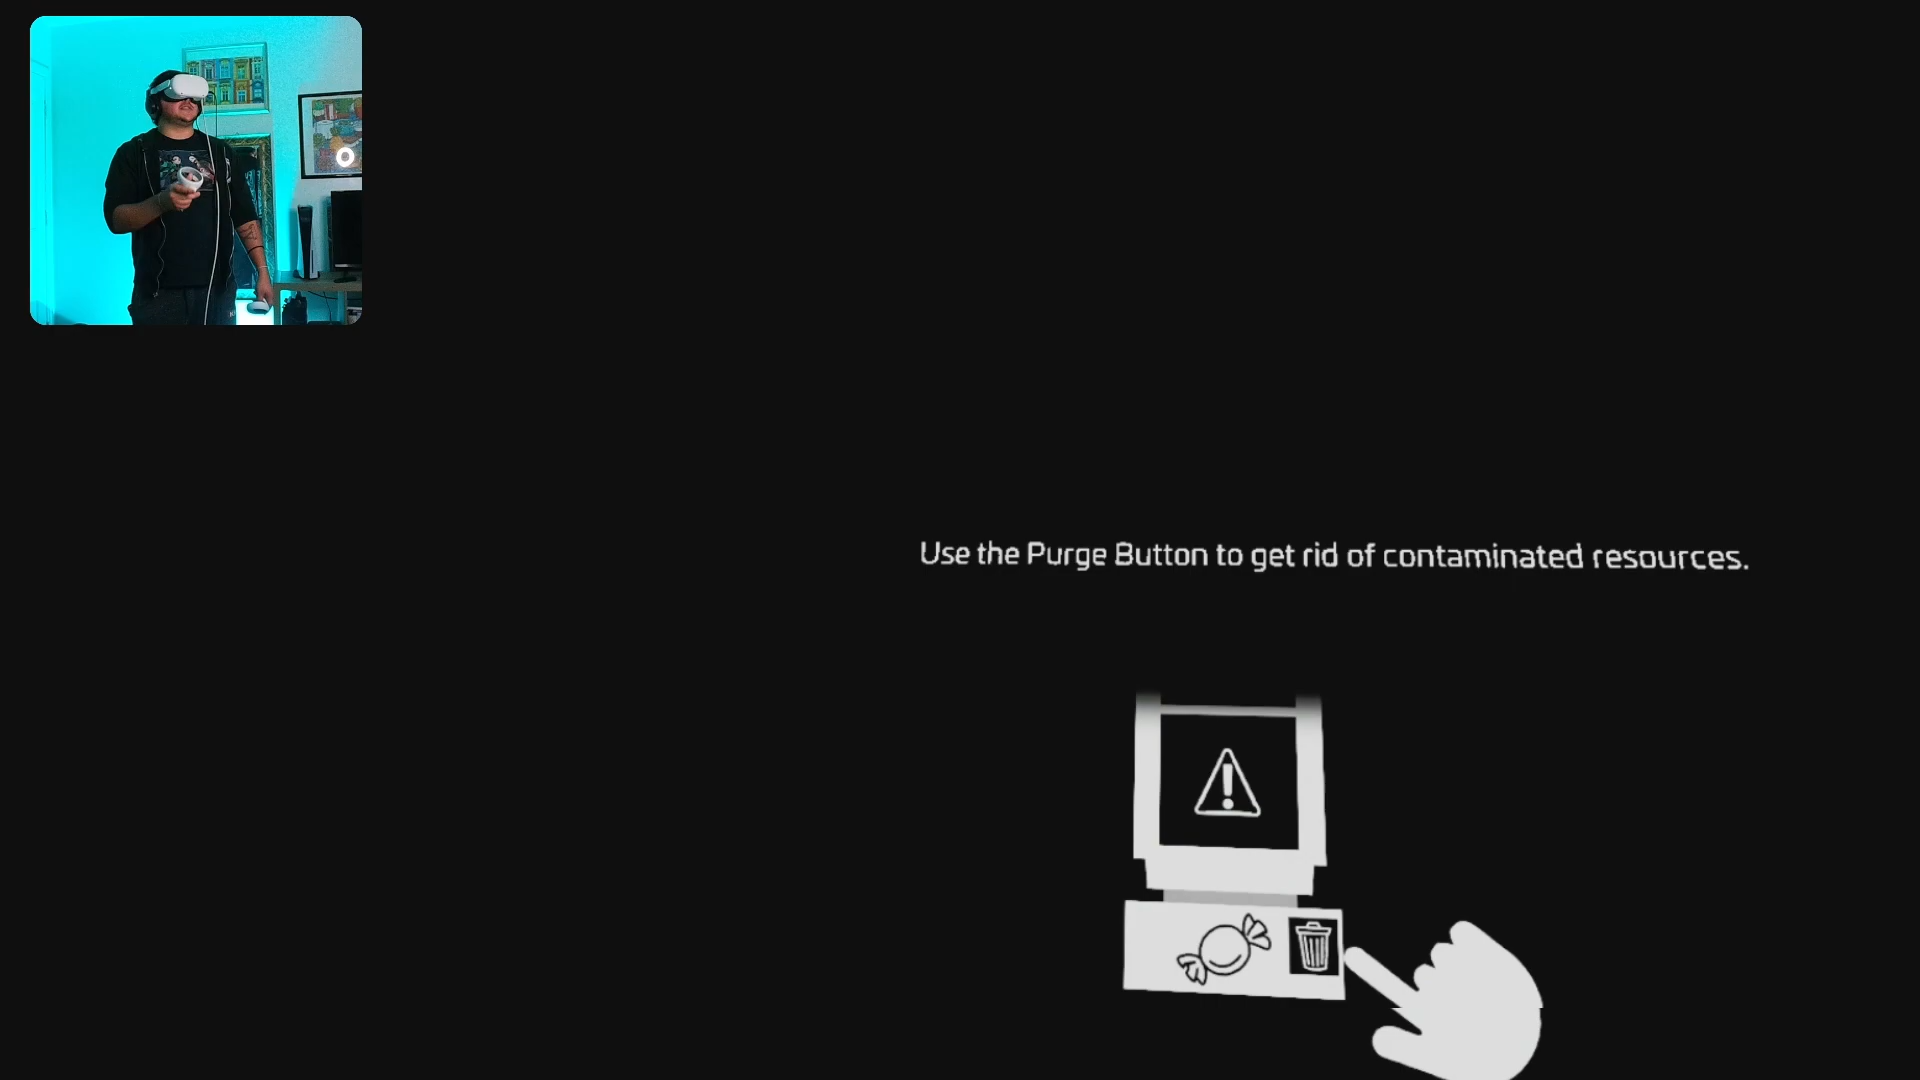 Use the Purge Button to get rid of contaminated resources.